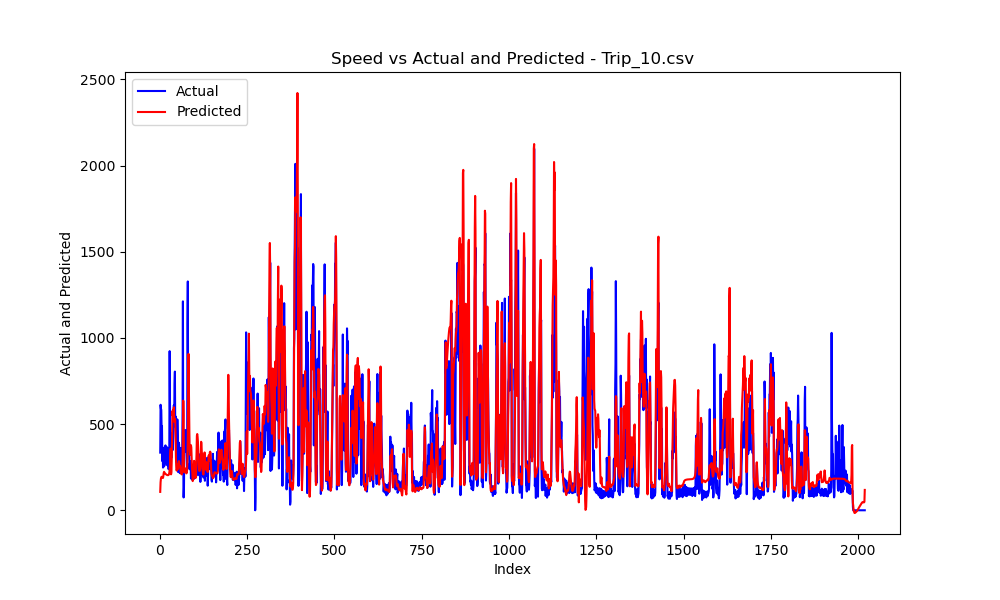 Speed vs Actual and Predicted - Trip_10.csv
Actual
Predicted
2500
2000
1500
1000
500
0
Actual and Predicted
0 250 500 750 1000 1250 1500 1750 2000
Index